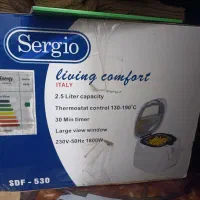 Sergio
living comfort
ITALY
2.5 Liter capacity
Thermostat control 130-190°C
30 Min timer
Large view window
230V-50Hz 1800W
SDF - 530
Energy